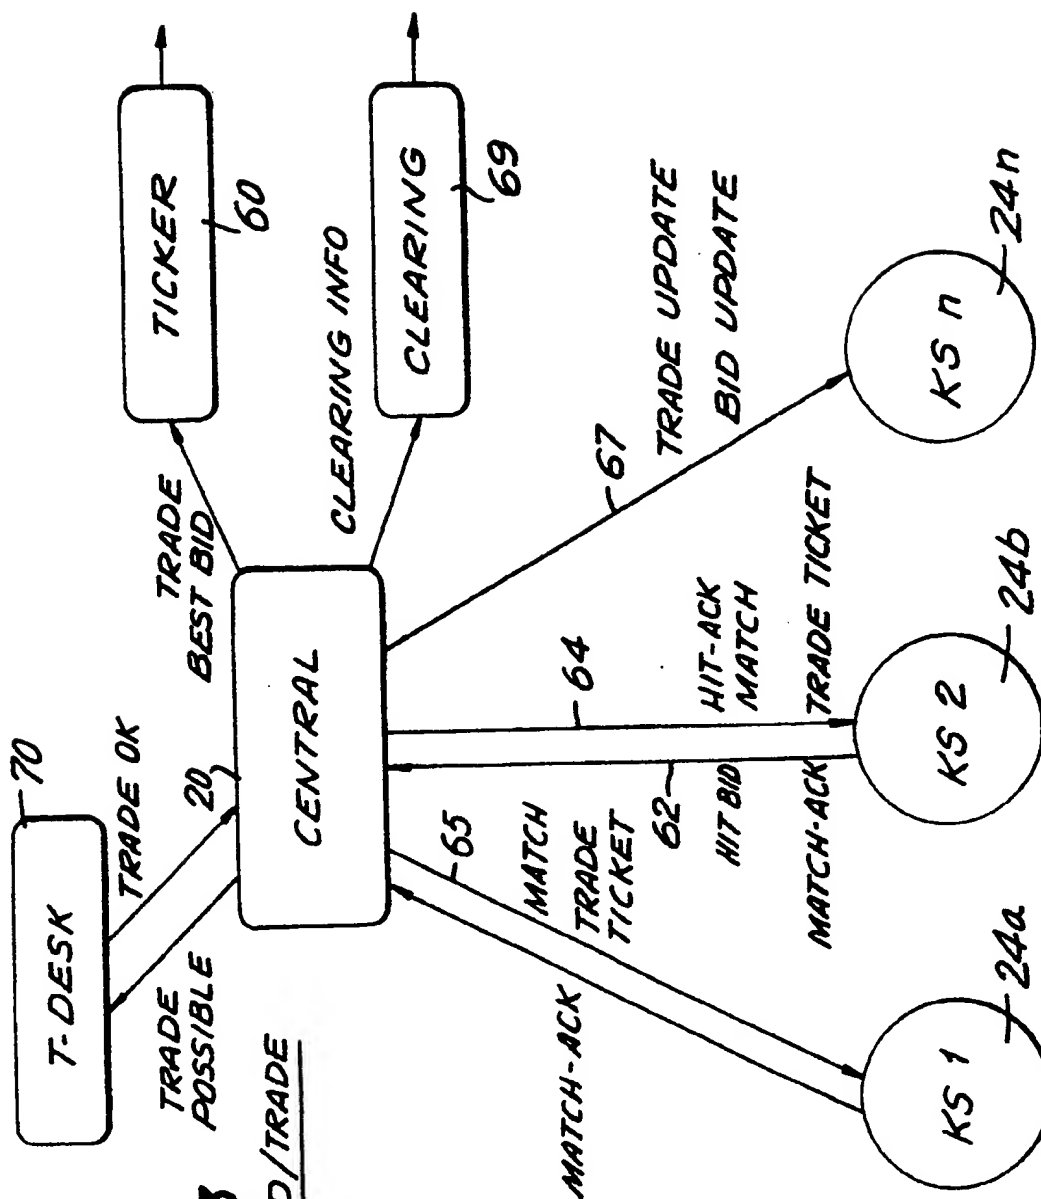 T-DESK
70
TRADE OK
TRADE
POSSIBLE
20
CENTRAL
TRADE
BEST BID
TICKER
60
CLEARING INFO
CLEARING
69
/TRADE
MATCH-ACK
65
MATCH
TRADE
TICKET
62
HIT BID
MATCH-ACK
64
HIT-ACK
MATCH
TRADE TICKET
67
TRADE UPDATE
BID UPDATE
KS 1
24a
KS 2
24b
KS n
24n